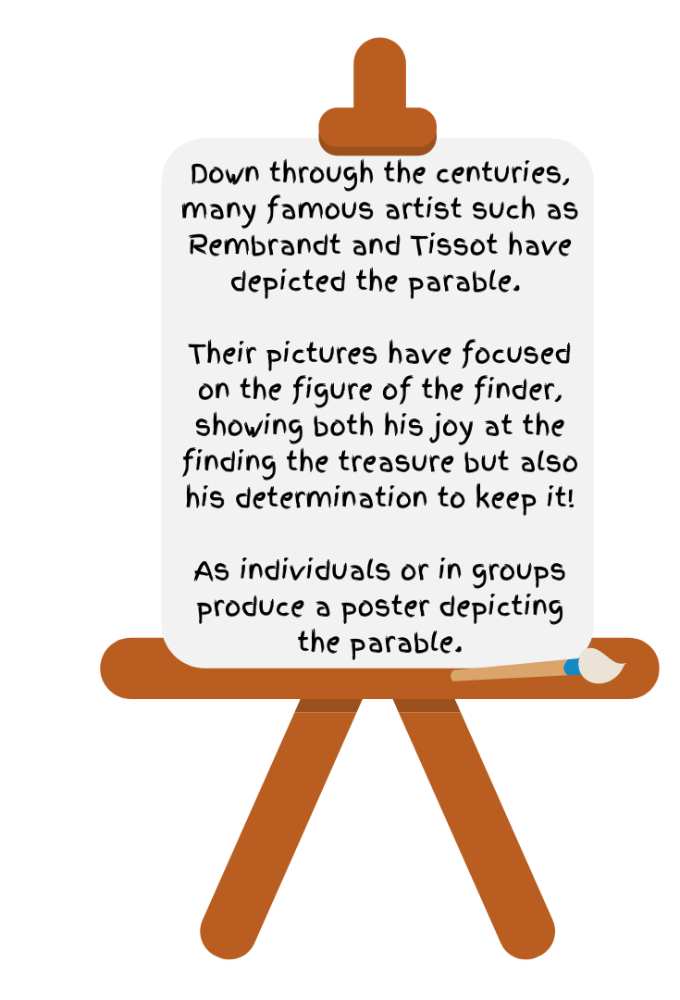 Down through the centuries,
many famous artist such as
Rembrandt and Tissot have
depicted the parable.
Their pictures have focused
on the figure of the finder,
showing both his joy at the
finding the treasure but also
his determination to keep it!
As individuals or in groups
produce a poster depicting
the parable.